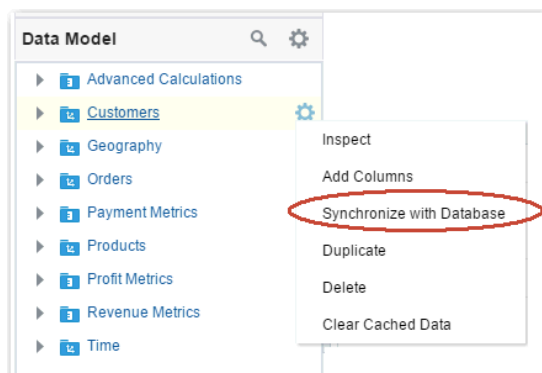 Data Model
Advanced Calculations
Customers
Geography
Orders
Payment Metrics
Products
Profit Metrics
Revenue Metrics
Time
Inspect
Add Columns
Synchronize with Database
Duplicate
Delete
Clear Cached Data